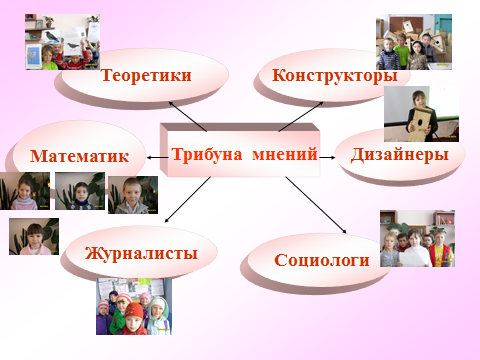 Теоретики
Конструкторы
Математик
Трибуна мнений
Дизайнеры
Журналисты
Социологи